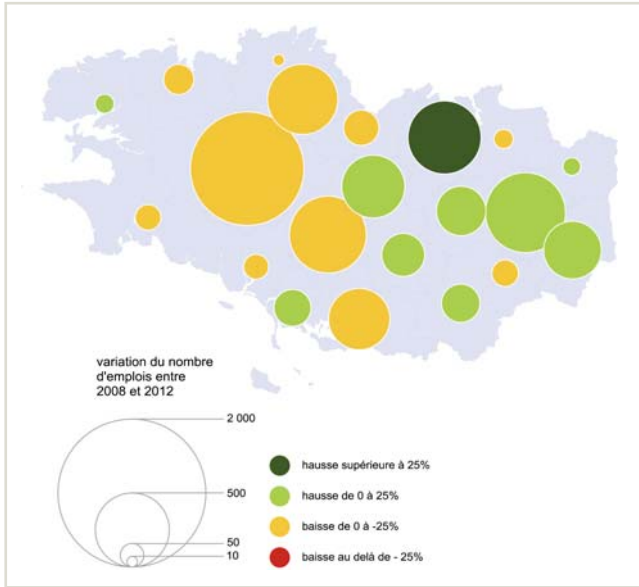 variation du nombre
d'emplois entre
2008 et 2012
2 000
500
50
10
hausse supérieure à 25%
hausse de 0 à 25%
baisse de 0 à -25%
baisse au delà de - 25%